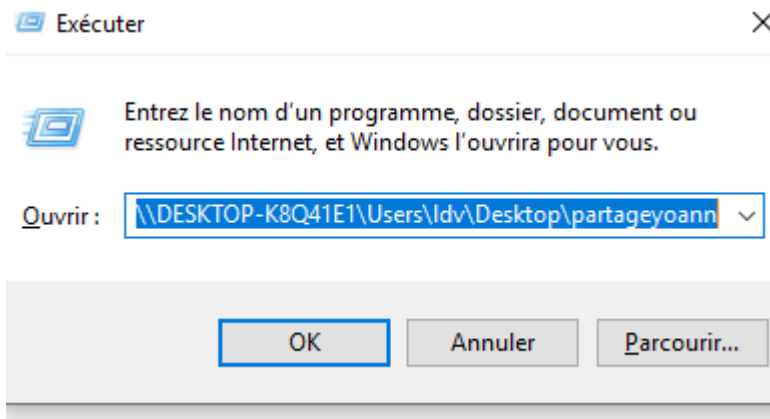 Exécuter
Entrez le nom d'un programme, dossier, document ou
ressource Internet, et Windows l'ouvrira pour vous.
Ouvrir :
\\DESKTOP-K8Q41E1\Users\ldv\Desktop\partageyoann
OK
Annuler
Parcourir...